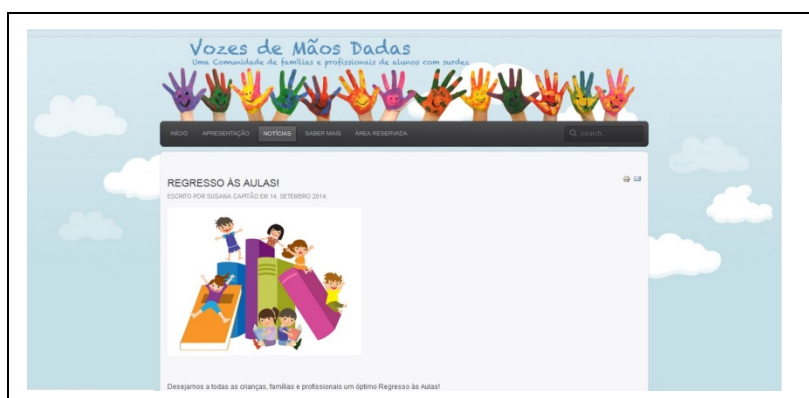 Vozes de Mãos Dadas
Uma Comunidade de famílias e profissionais de alunos com surdez
INÍCIO APRESENTAÇÃO NOTÍCIAS SABER MAIS ÁREA RESERVADA search...
REGRESSO ÀS AULAS!
ESCRITO POR SUSANA CAPITÃO EM 14. SETEMBRO 2014.
Desejamos a todas as crianças, famílias e profissionais um óptimo Regresso às Aulas!